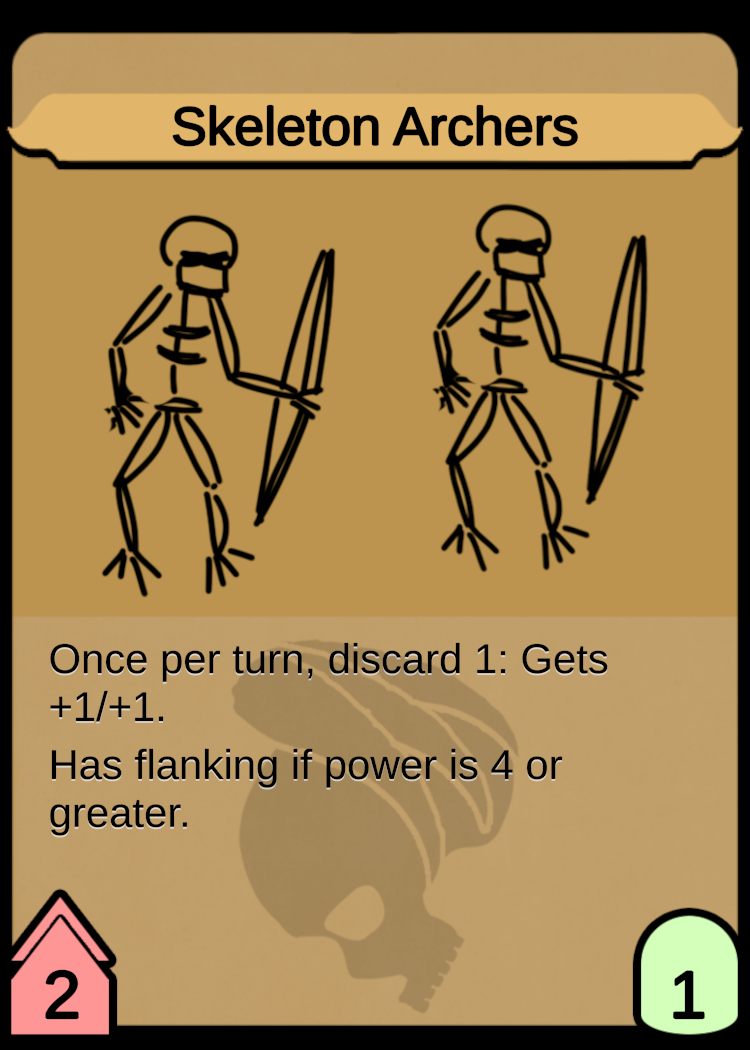 Skeleton Archers
Once per turn, discard 1: Gets
+1/+1.
Has flanking if power is 4 or
greater.
2
1